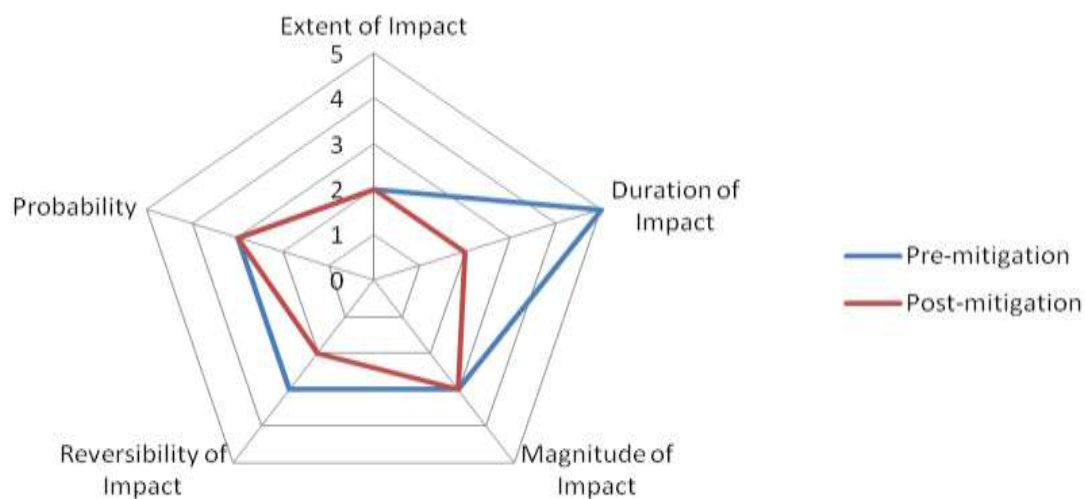 Extent of Impact
5
4
3
2
1
0
Duration of
Impact
Probability
Pre-mitigation
Post-mitigation
Reversibility of
Impact
Magnitude of
Impact